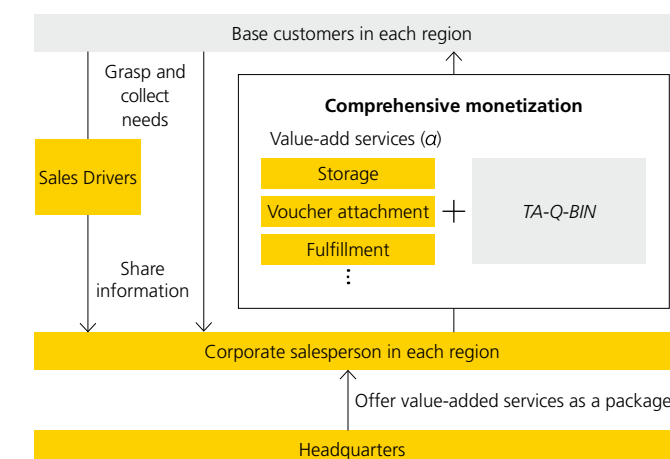 Base customers in each region
Grasp and
collect
needs
Sales Drivers
Share
information
Comprehensive monetization
Value-add services (α)
Storage
Voucher attachment
Fulfillment
⋮
+
TA-Q-BIN
Corporate salesperson in each region
Offer value-added services as a package
Headquarters